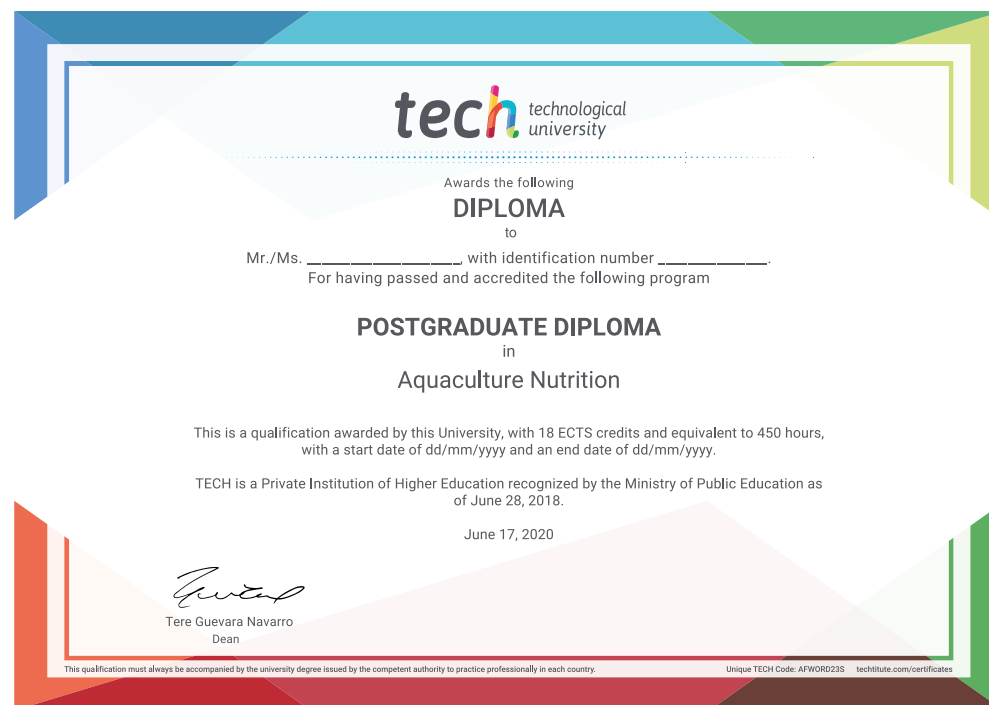 tech technological
university
Awards the following
DIPLOMA
to
Mr./Ms. ____________________, with identification number ______________.
For having passed and accredited the following program
POSTGRADUATE DIPLOMA
in
Aquaculture Nutrition
This is a qualification awarded by this University, with 18 ECTS credits and equivalent to 450 hours,
with a start date of dd/mm/yyyy and an end date of dd/mm/yyyy.
TECH is a Private Institution of Higher Education recognized by the Ministry of Public Education as
of June 28, 2018.
June 17, 2020
Tere Guevara Navarro
Dean
This qualification must always be accompanied by the university degree issued by the competent authority to practice professionally in each country.
Unique TECH Code: AFWORD23S techtitute.com/certificates